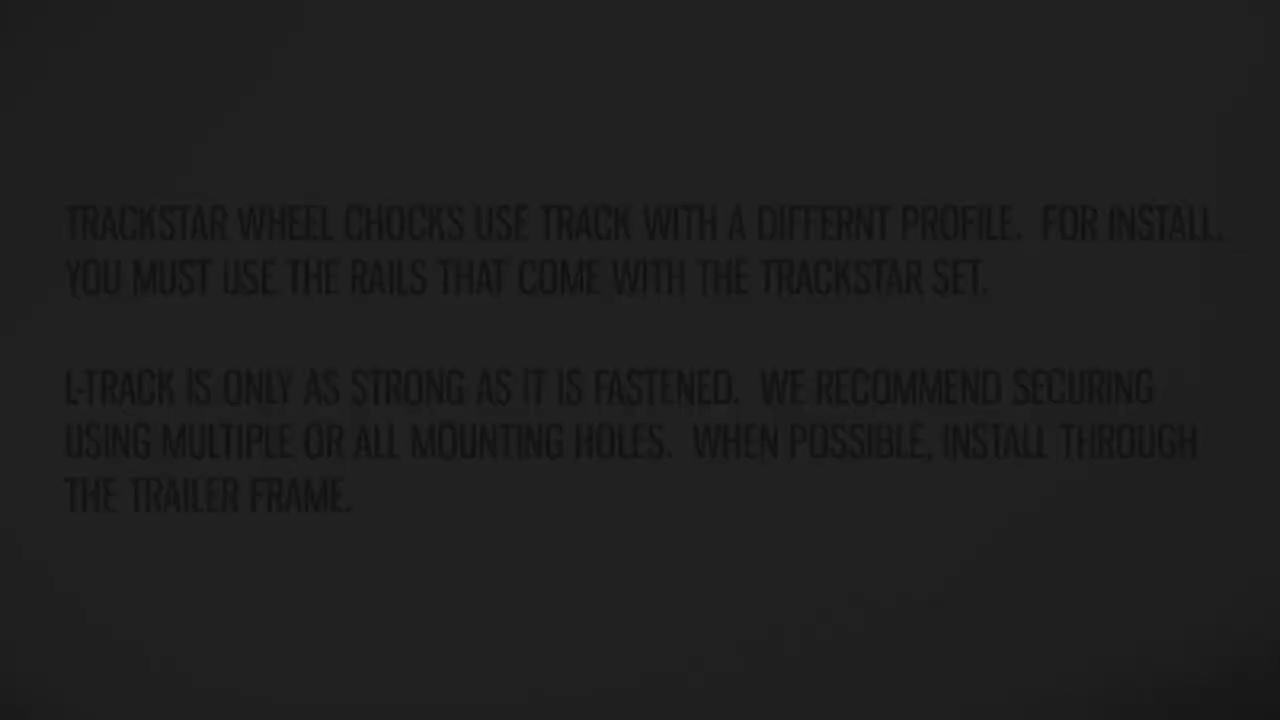 TRACKSTAR WHEEL CHOCKS USE TRACK WITH A DIFFERNT PROFILE. FOR INSTALL.
YOU MUST USE THE RAILS THAT COME WITH THE TRACKSTAR SET.
L-TRACK IS ONLY AS STRONG AS IT IS FASTENED. WE RECOMMEND SECURING
USING MULTIPLE OR ALL MOUNTING HOLES. WHEN POSSIBLE, INSTALL THROUGH
THE TRAILER FRAME.